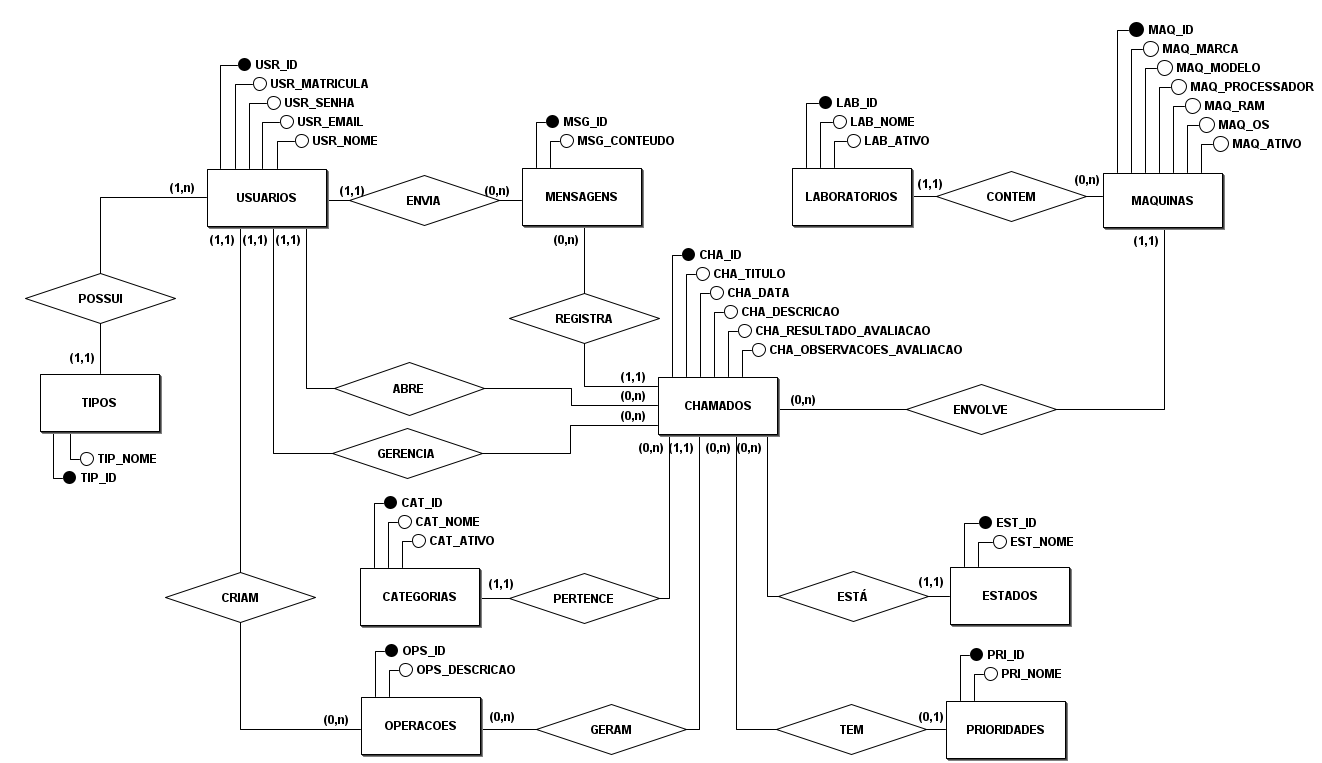 MAQ_ID
MAQ_MARCA
MAQ_MODELO
MAQ_PROCESSADOR
MAQ_RAM
MAQ_OS
MAQ_ATIVO
USR_ID
USR_MATRICULA
USR_SENHA
USR_EMAIL
USR_NOME
MSG_ID
MSG_CONTEUDO
LAB_ID
LAB_NOME
LAB_ATIVO
(1,n)
USUARIOS
(1,1)
ENVIA
(0,n)
MENSAGENS
LABORATORIOS
(1,1)
CONTEM
(0,n)
MAQUINAS
(1,1)
(1,1)
(1,1)
(0,n)
(1,1)
CHA_ID
CHA_TITULO
CHA_DATA
CHA_DESCRICAO
CHA_RESULTADO_AVALIACAO
CHA_OBSERVACOES_AVALIACAO
POSSUI
REGISTRA
(1,1)
TIPOS
TIP_NOME
TIP_ID
ABRE
(1,1)
(0,n)
(0,n)
CHAMADOS
(0,n)
ENVOLVE
GERENCIA
(0,n)
(1,1)
(0,n)
(0,n)
CAT_ID
CAT_NOME
CAT_ATIVO
EST_ID
EST_NOME
CRIAM
CATEGORIAS
(1,1)
PERTENCE
ESTÁ
(1,1)
ESTADOS
OPS_ID
OPS_DESCRICAO
PRI_ID
PRI_NOME
(0,n)
OPERACOES
(0,n)
GERAM
TEM
(0,1)
PRIORIDADES